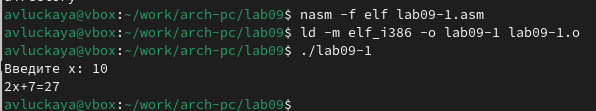 avluckaya@vbox:~/work/arch-pc/lab09$ nasm -f elf lab09-1.asm
avluckaya@vbox:~/work/arch-pc/lab09$ ld -m elf_i386 -o lab09-1 lab09-1.o
avluckaya@vbox:~/work/arch-pc/lab09$ ./lab09-1
Введите x: 10
2x+7=27
avluckaya@vbox:~/work/arch-pc/lab09$